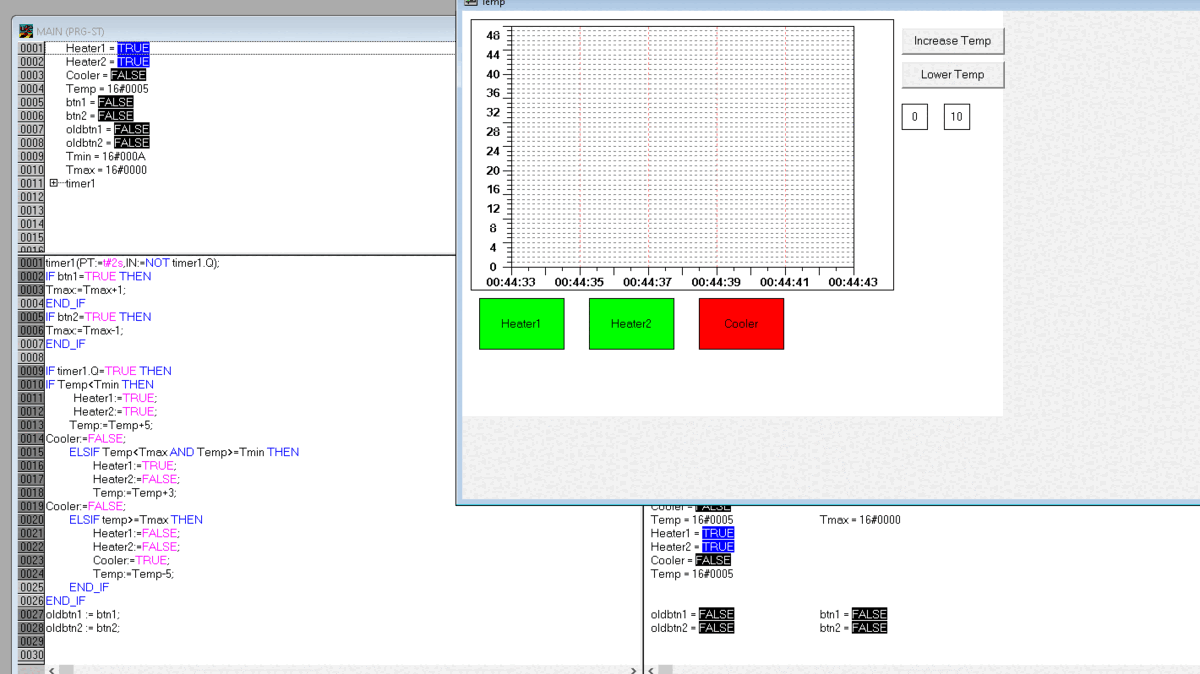 MAIN (PRG-ST)
0001 Heater1 = TRUE
0002 Heater2 = TRUE
0003 Cooler = FALSE
0004 Temp = 16#0005
0005 btn1 = FALSE
0006 btn2 = FALSE
0007 oldbtn1 = FALSE
0008 oldbtn2 = FALSE
0009 Tmin = 16#000A
0010 Tmax = 16#0000
0011 timer1
0012
0013
0014
0015
0016
0001 timer1(PT:=t#2s,IN:=NOT timer1.Q);
0002 IF btn1=TRUE THEN
0003 Tmax:=Tmax+1;
0004 END_IF
0005 IF btn2=TRUE THEN
0006 Tmax:=Tmax-1;
0007 END_IF
0008
0009 IF timer1.Q=TRUE THEN
0010 IF Temp<Tmin THEN
0011 Heater1:=TRUE;
0012 Heater2:=TRUE;
0013 Temp:=Temp+5;
0014 Cooler:=FALSE;
0015 ELSIF Temp<Tmax AND Temp>=Tmin THEN
0016 Heater1:=TRUE;
0017 Heater2:=FALSE;
0018 Temp:=Temp+3;
0019 Cooler:=FALSE;
0020 ELSIF temp>=Tmax THEN
0021 Heater1:=FALSE;
0022 Heater2:=FALSE;
0023 Cooler:=TRUE;
0024 Temp:=Temp-5;
0025 END_IF
0026 END_IF
0027 oldbtn1 := btn1;
0028 oldbtn2 := btn2;
0029
0030
Temp
48
44
40
36
32
28
24
20
16
12
8
4
0
00:44:33 00:44:35 00:44:37 00:44:39 00:44:41 00:44:43
Increase Temp
Lower Temp
0 10
Heater1 Heater2 Cooler
Cooler = FALSE
Temp = 16#0005 Tmax = 16#0000
Heater1 = TRUE
Heater2 = TRUE
Cooler = FALSE
Temp = 16#0005
oldbtn1 = FALSE btn1 = FALSE
oldbtn2 = FALSE btn2 = FALSE